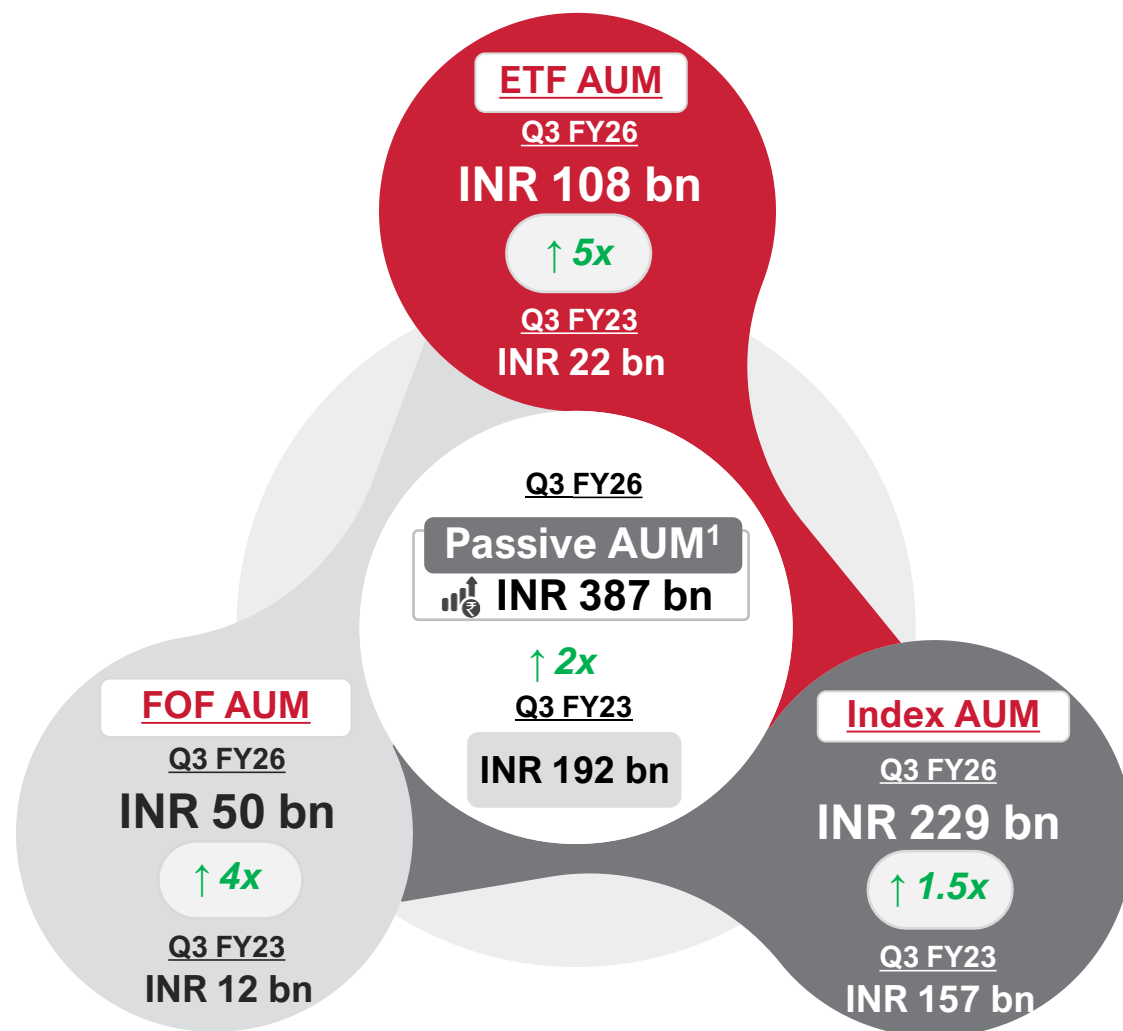 ETF AUM
Q3 FY26
INR 108 bn
↑ 5x
Q3 FY23
INR 22 bn
Q3 FY26
Passive AUM¹
INR 387 bn
↑ 2x
Q3 FY23
INR 192 bn
FOF AUM
Q3 FY26
INR 50 bn
↑ 4x
Q3 FY23
INR 12 bn
Index AUM
Q3 FY26
INR 229 bn
↑ 1.5x
Q3 FY23
INR 157 bn